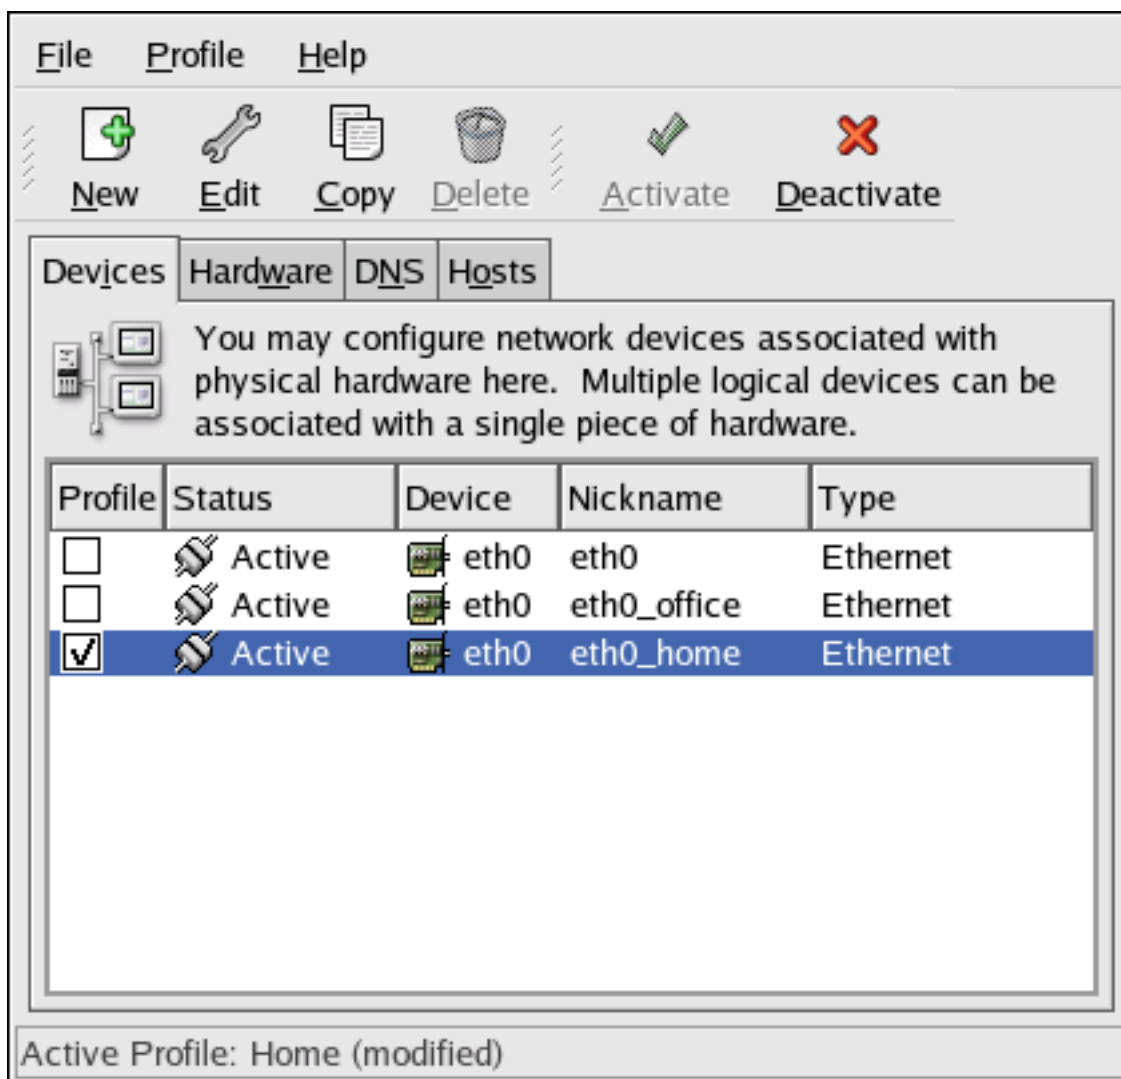 File Profile Help
New Edit Copy Delete Activate Deactivate
Devices Hardware DNS Hosts
You may configure network devices associated with
physical hardware here.  Multiple logical devices can be
associated with a single piece of hardware.
Profile Status Device Nickname Type
Active eth0 eth0 Ethernet
Active eth0 eth0_office Ethernet
Active eth0 eth0_home Ethernet
Active Profile: Home (modified)